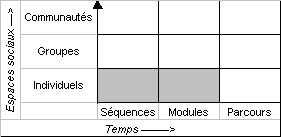 Espaces sociaux —>
Communautés
Groupes
Individuels
Séquences Modules Parcours
Temps ——>